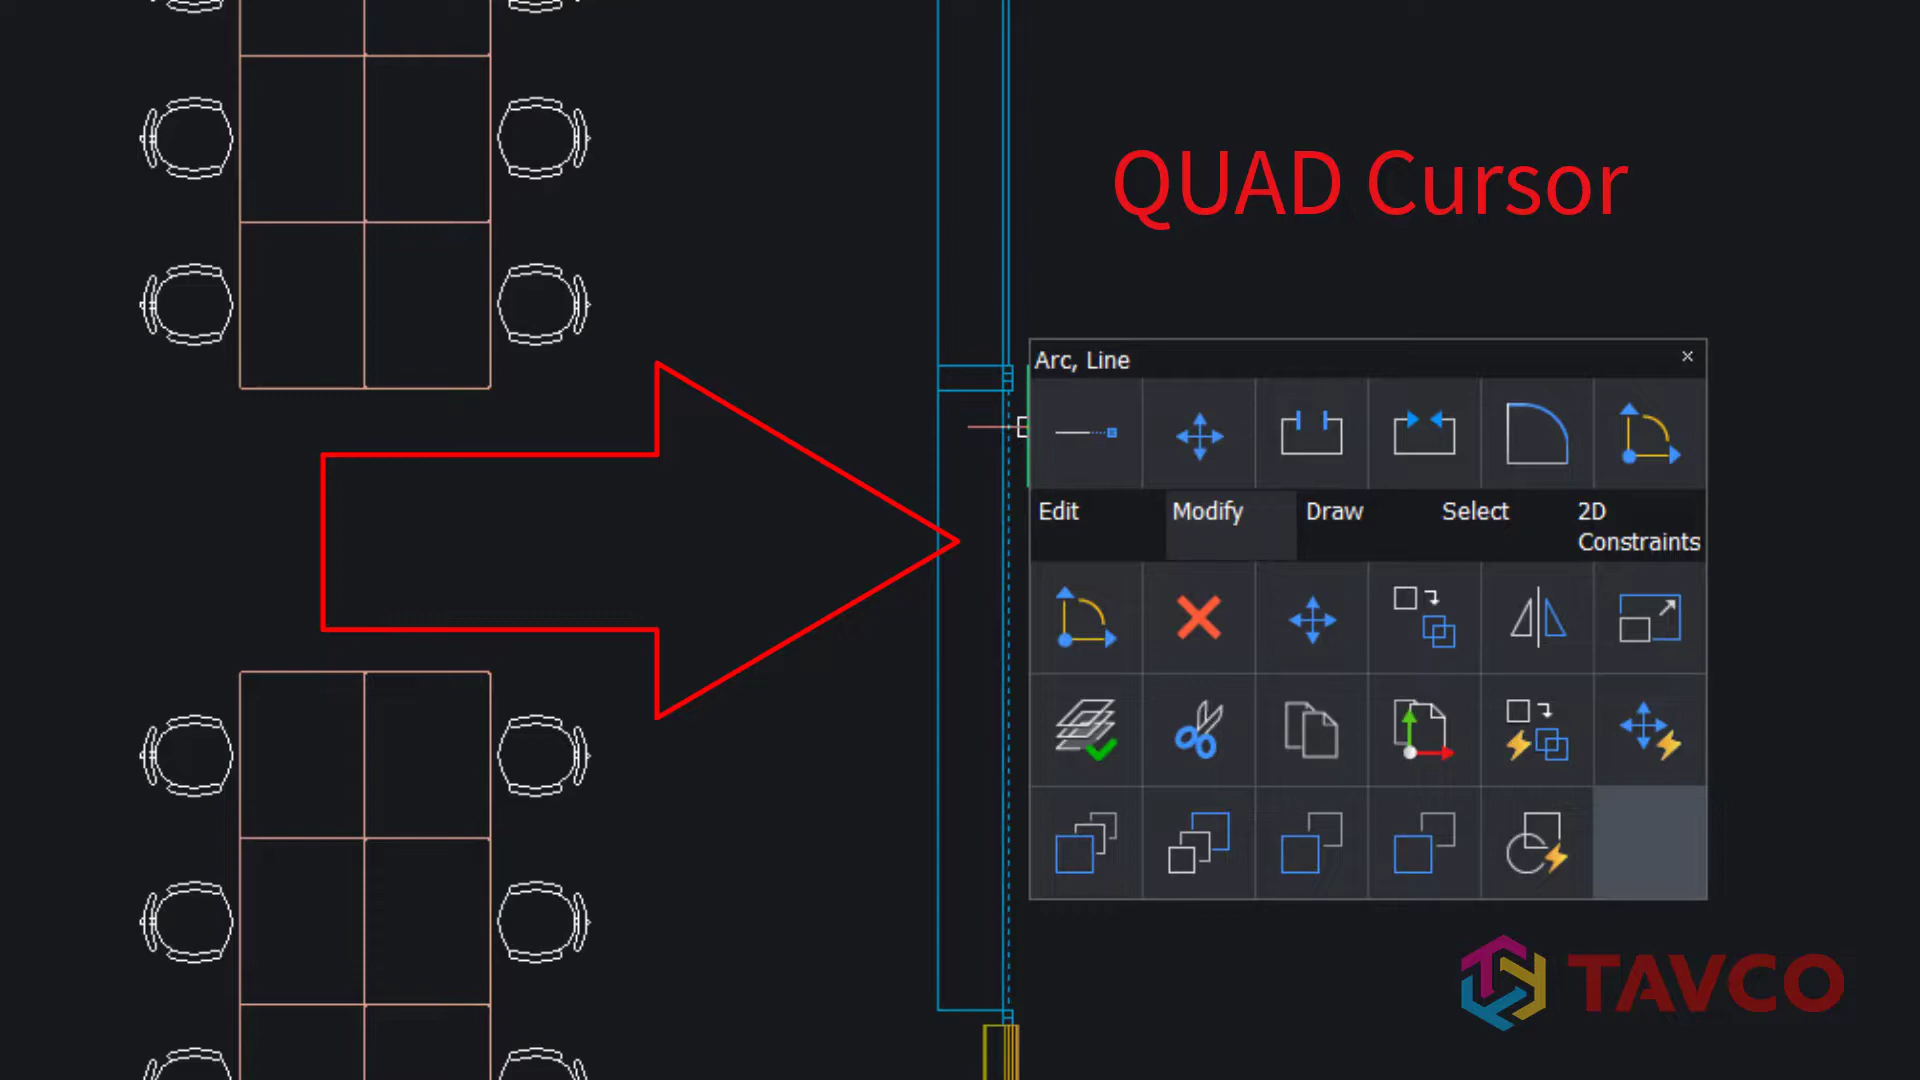 QUAD Cursor
Arc, Line
Edit
Modify
Draw
Select
2D
Constraints
TAVCO